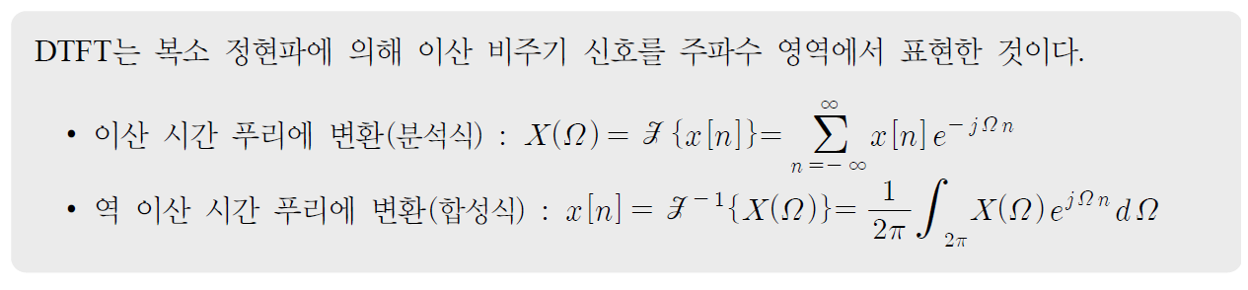 DTFT는 복소 정현파에 의해 이산 비주기 신호를 주파수 영역에서 표현한 것이다.
• 이산 시간 푸리에 변환(분석식) : X(Ω) = ℱ{x[n]} = ∑_{n=-∞}^{∞} x[n] e^{-jΩn}
• 역 이산 시간 푸리에 변환(합성식) : x[n] = ℱ^{-1}{X(Ω)} = \frac{1}{2π} ∫_{2π} X(Ω) e^{jΩn} dΩ